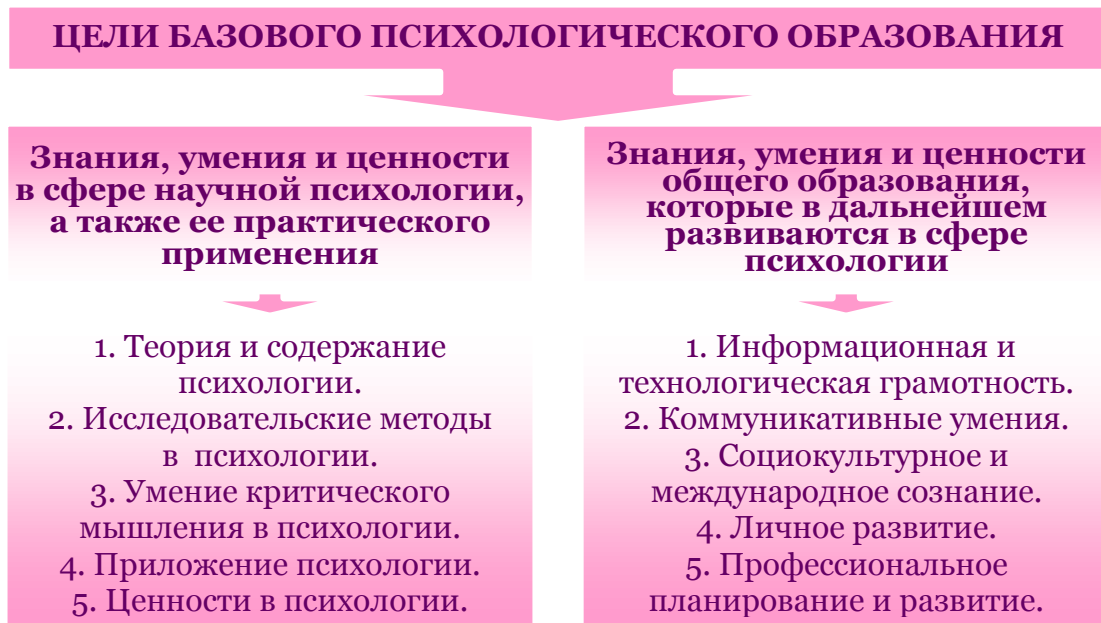 ЦЕЛИ БАЗОВОГО ПСИХОЛОГИЧЕСКОГО ОБРАЗОВАНИЯ
Знания, умения и ценности
в сфере научной психологии,
а также ее практического
применения
1. Теория и содержание
психологии.
2. Исследовательские методы
в психологии.
3. Умение критического
мышления в психологии.
4. Приложение психологии.
5. Ценности в психологии.
Знания, умения и ценности
общего образования,
которые в дальнейшем
развиваются в сфере
психологии
1. Информационная и
технологическая грамотность.
2. Коммуникативные умения.
3. Социокультурное и
международное сознание.
4. Личное развитие.
5. Профессиональное
планирование и развитие.